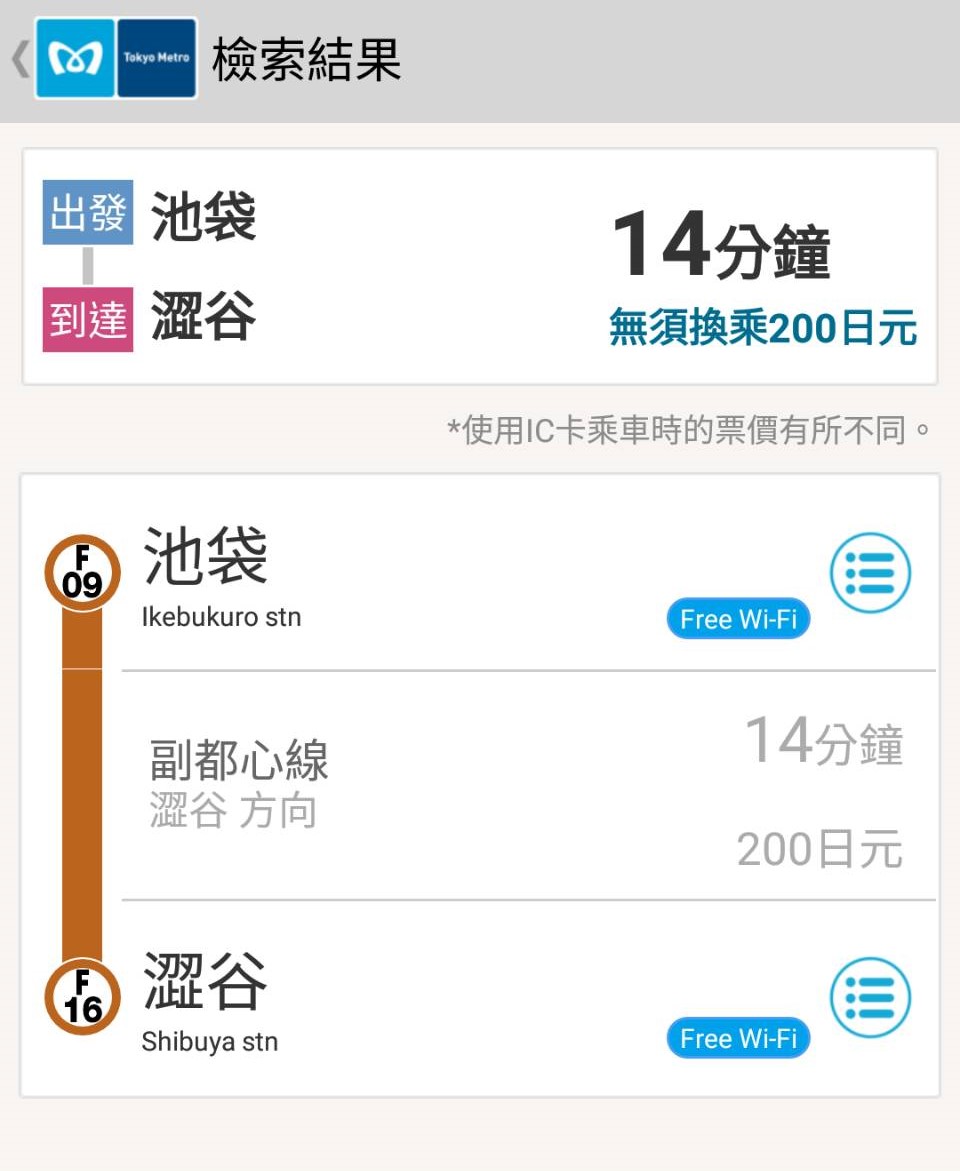 Tokyo Metro 檢索結果
出發 池袋
14分鐘
到達 澀谷
無須換乘200日元
*使用IC卡乘車時的票價有所不同。
F
09
池袋
Ikebukuro stn
Free Wi-Fi
副都心線
澀谷 方向
14分鐘
200日元
F
16
澀谷
Shibuya stn
Free Wi-Fi